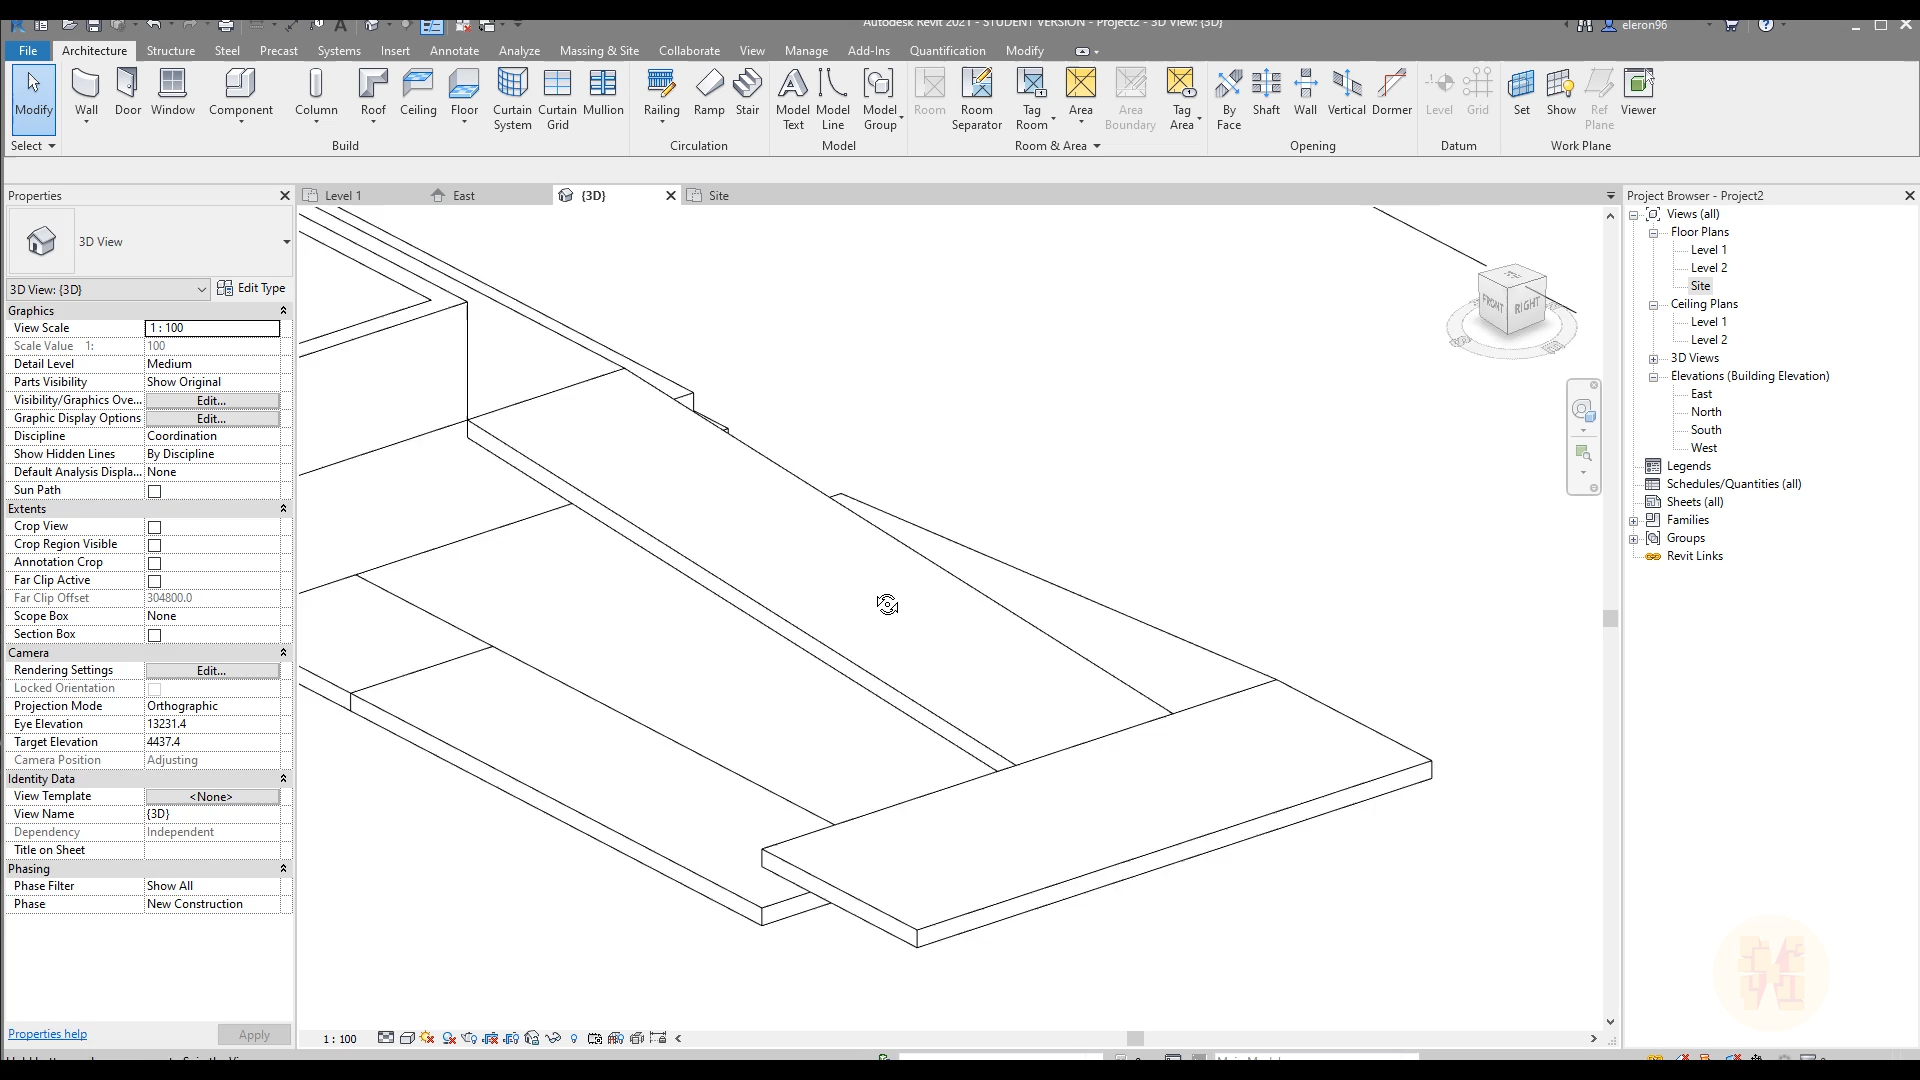 Autodesk Revit 2021 - STUDENT VERSION - Project2 - 3D View: {3D}
eleron96
File Architecture Structure Steel Precast Systems Insert Annotate Analyze Massing & Site Collaborate View Manage Add-Ins Quantification Modify
Modify Wall Door Window Component Column Roof Ceiling Floor Curtain System Curtain Grid Mullion Railing Ramp Stair Model Text Model Line Model Group Room Room Separator Tag Room Area Area Boundary Tag Area By Face Shaft Wall Vertical Dormer Level Grid Set Show Ref Plane Viewer
Select Build Circulation Model Room & Area Opening Datum Work Plane
Properties
Level 1 East {3D} Site
Project Browser - Project2
3D View
3D View: {3D} Edit Type
Graphics
View Scale 1 : 100
Scale Value 1: 100
Detail Level Medium
Parts Visibility Show Original
Visibility/Graphics Ove... Edit...
Graphic Display Options Edit...
Discipline Coordination
Show Hidden Lines By Discipline
Default Analysis Displa... None
Sun Path
Extents
Crop View
Crop Region Visible
Annotation Crop
Far Clip Active
Far Clip Offset 304800.0
Scope Box None
Section Box
Camera
Rendering Settings Edit...
Locked Orientation
Projection Mode Orthographic
Eye Elevation 13231.4
Target Elevation 4437.4
Camera Position Adjusting
Identity Data
View Template <None>
View Name {3D}
Dependency Independent
Title on Sheet
Phasing
Phase Filter Show All
Phase New Construction
Properties help Apply
FRONT RIGHT
1 : 100
Views (all)
Floor Plans
Level 1
Level 2
Site
Ceiling Plans
Level 1
Level 2
3D Views
Elevations (Building Elevation)
East
North
South
West
Legends
Schedules/Quantities (all)
Sheets (all)
Families
Groups
Revit Links